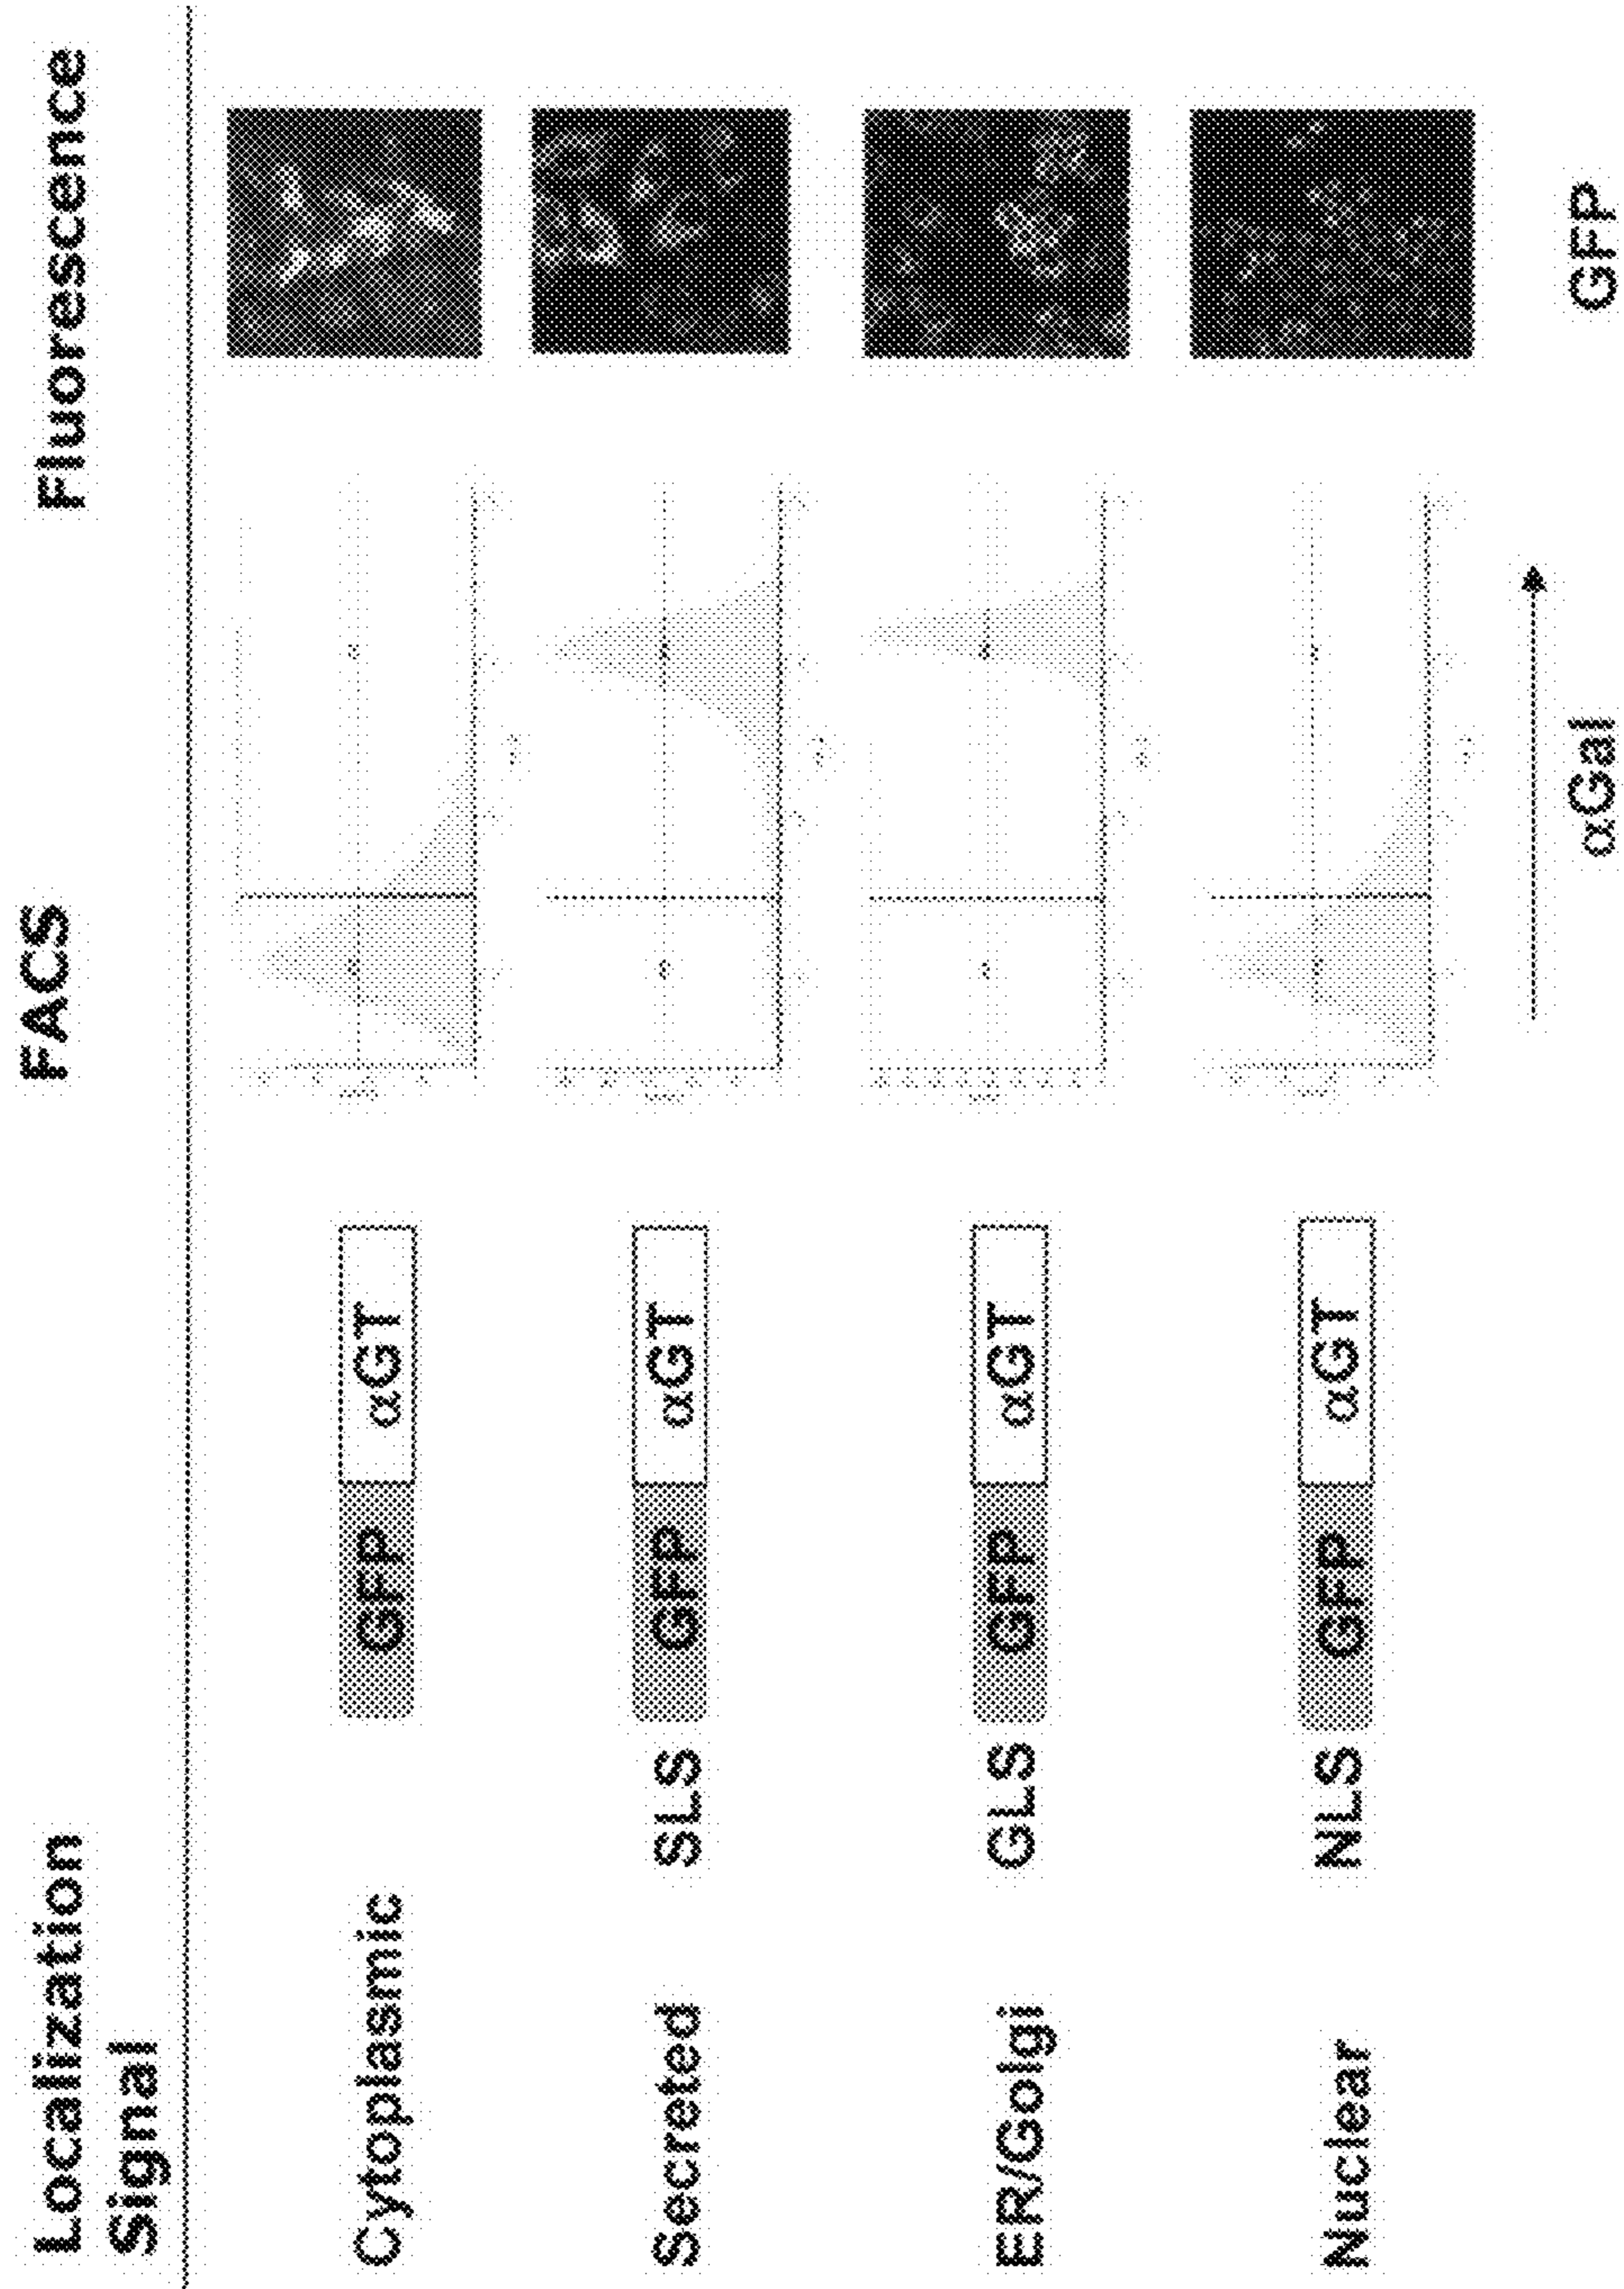 Localization
Signal
FACS
Fluorescence
Cytoplasmic
GFP
αGT
Secreted
SLS
GFP
αGT
ER/Golgi
GLS
GFP
αGT
Nuclear
NLS
GFP
αGT
αGal
GFP